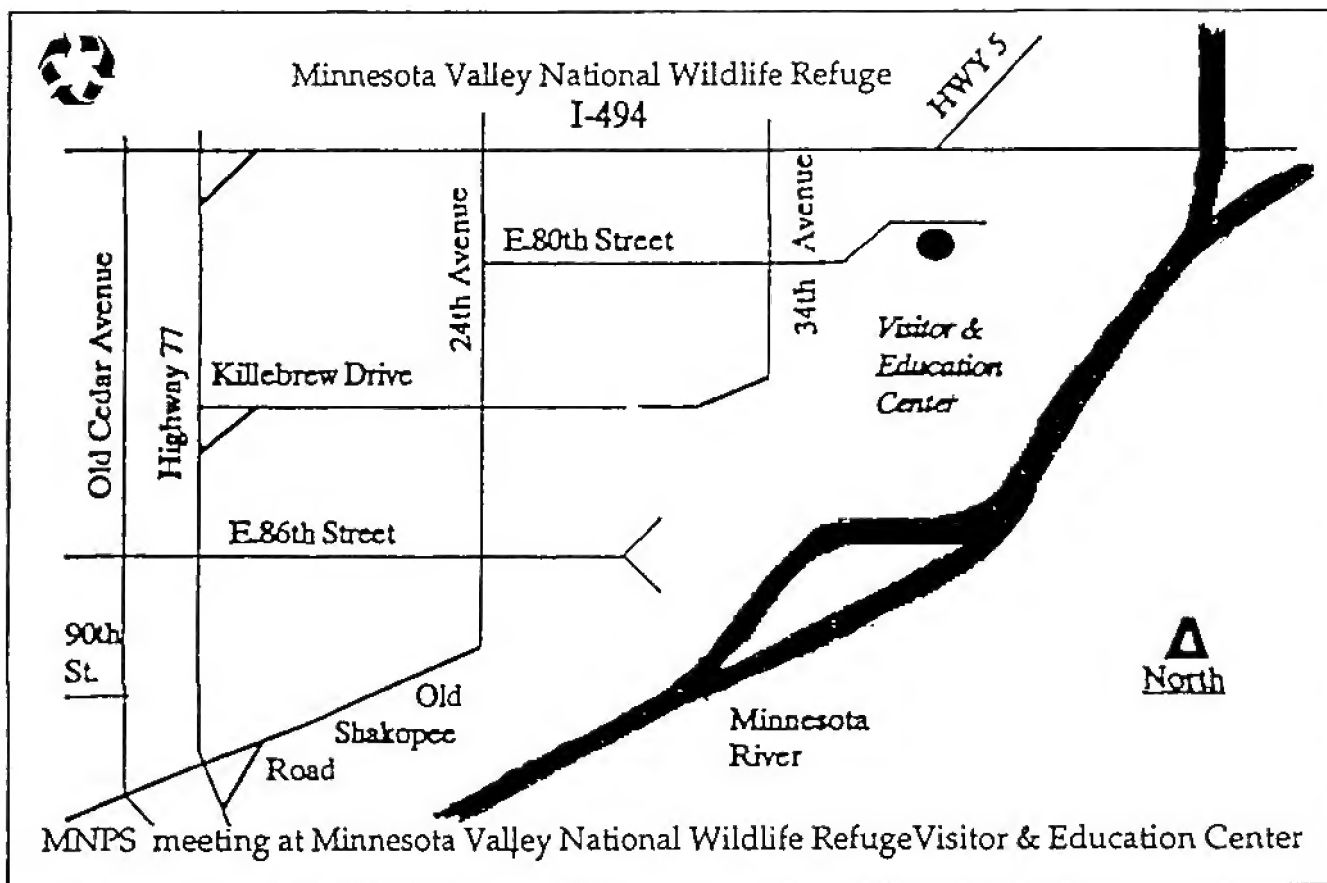 Minnesota Valley National Wildlife Refuge
I-494
HWY 5
Old Cedar Avenue
Highway 77
24th Avenue
E.80th Street
34th Avenue
Visitor &
Education
Center
Killebrew Drive
E.86th Street
90th
St.
Old
Shakopee
Road
Minnesota
River
North
MNPS meeting at Minnesota Valley National Wildlife RefugeVisitor & Education Center